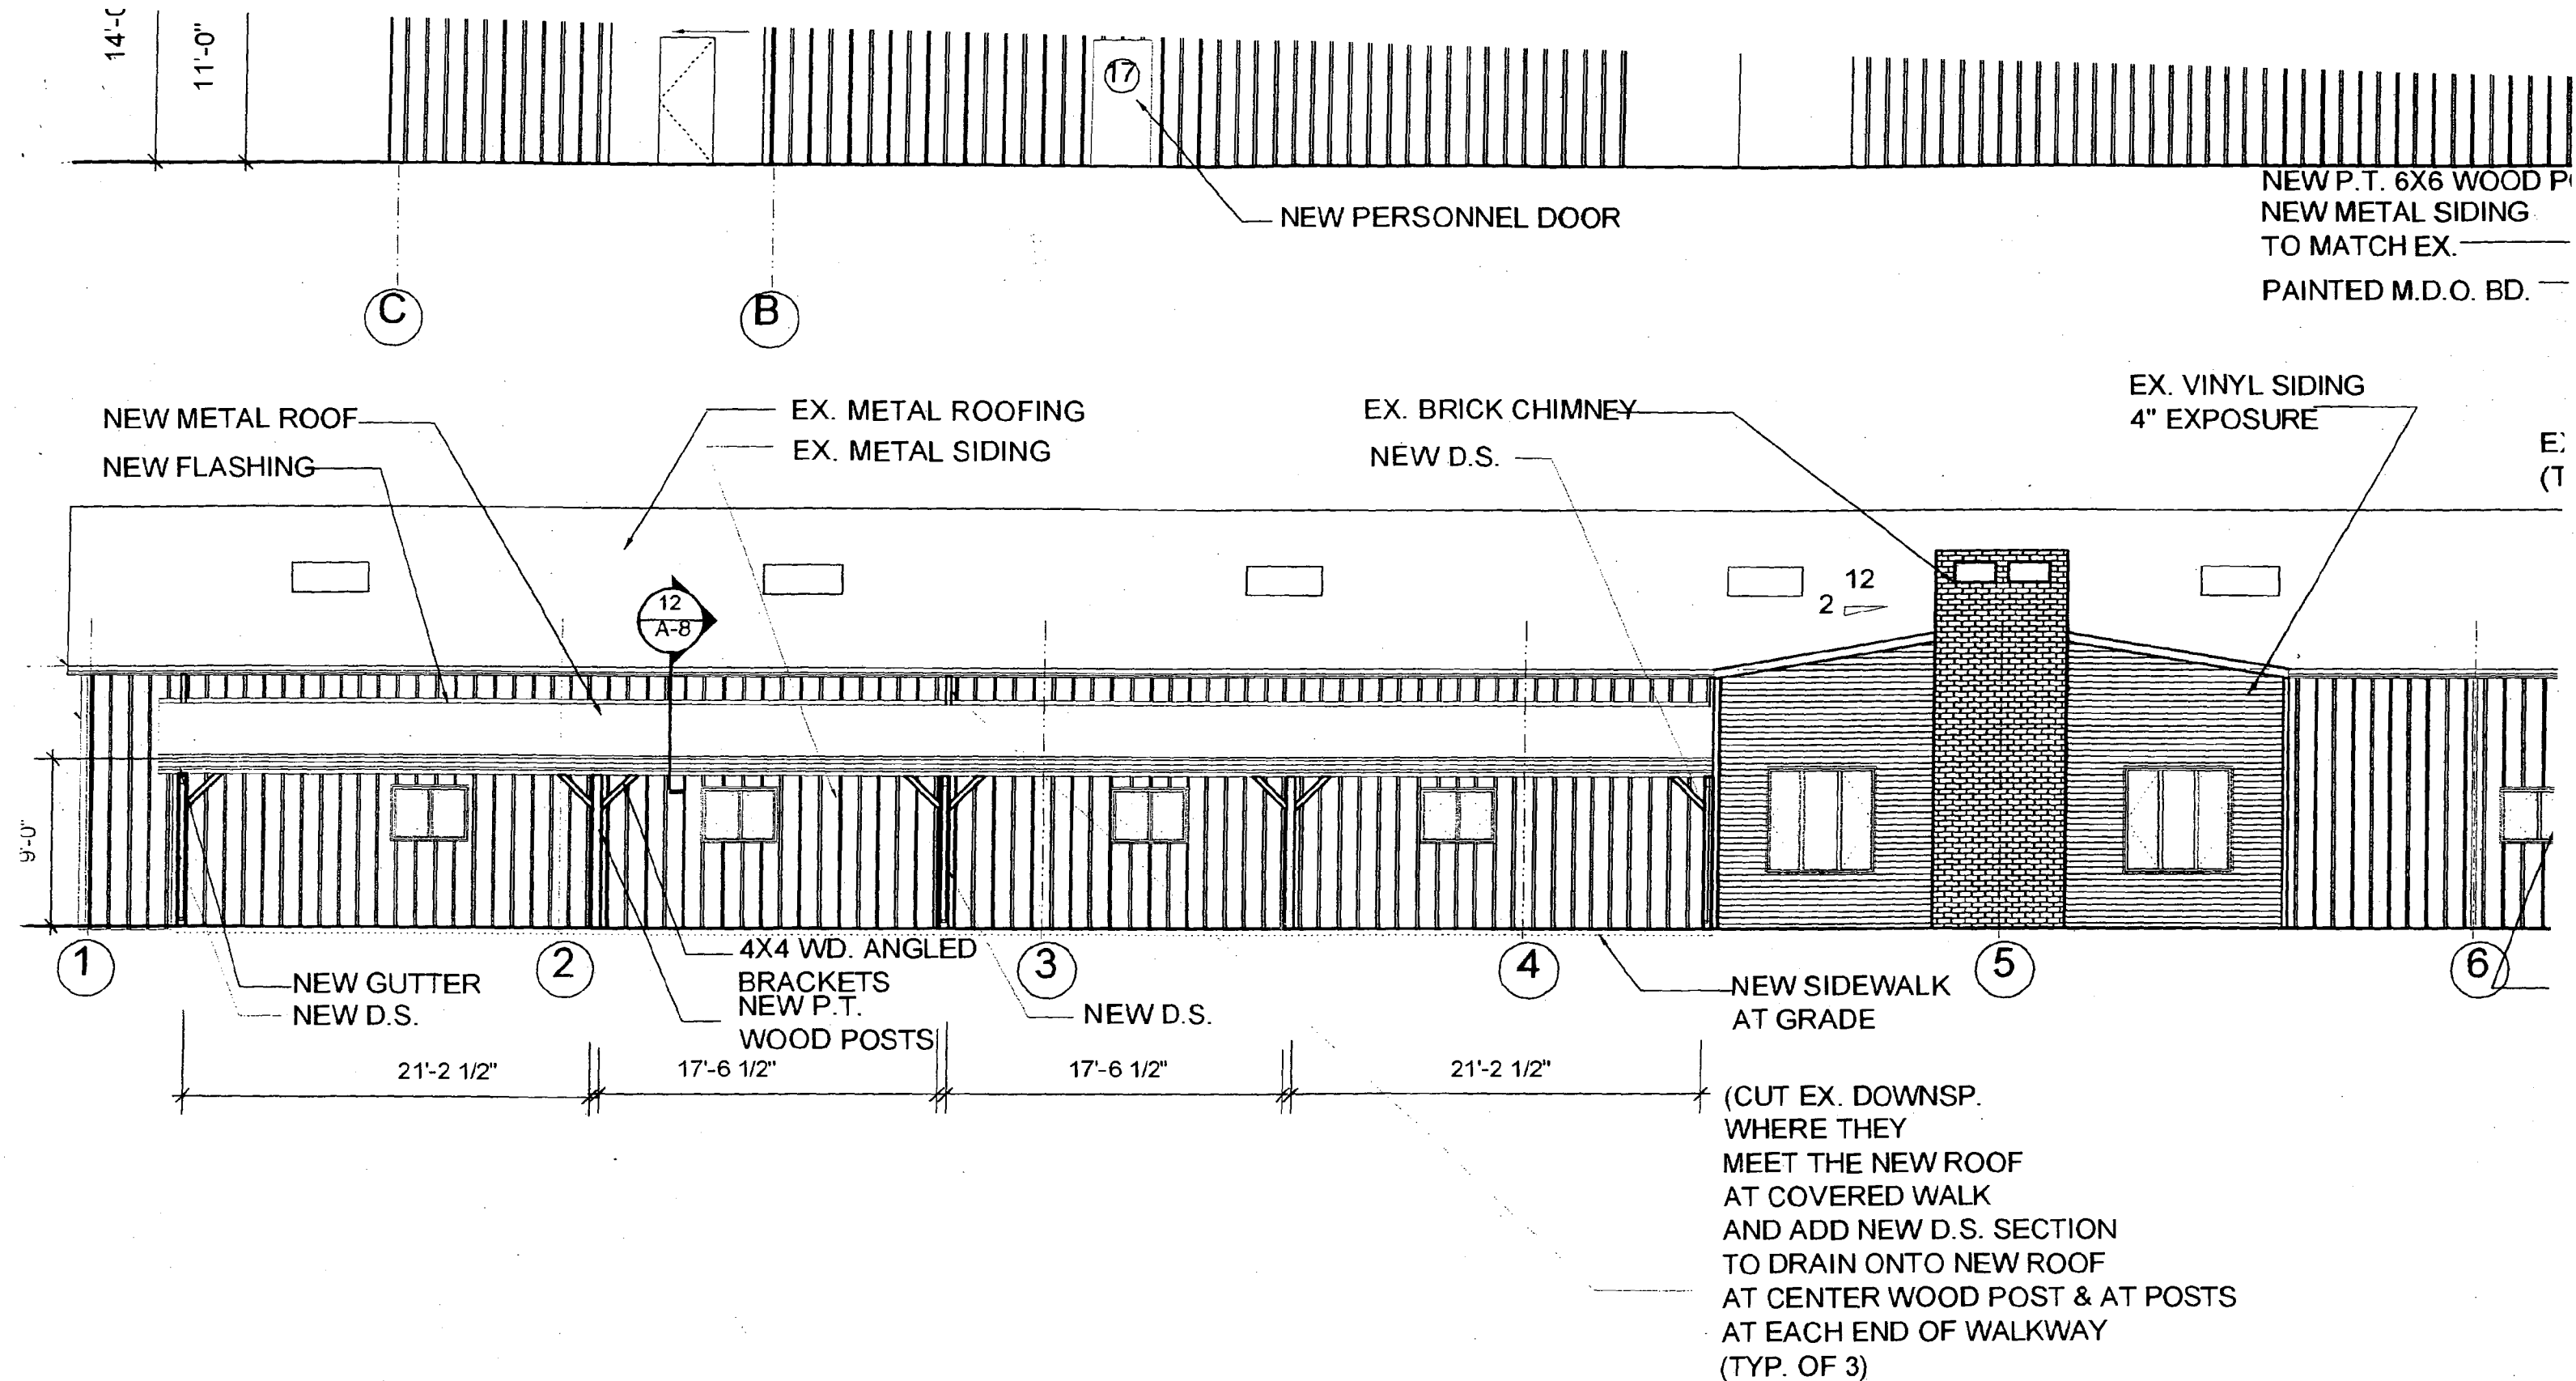 11'-0"
17
NEW PERSONNEL DOOR
NEW P.T. 6X6 WOOD
NEW METAL SIDING
TO MATCH EX.
PAINTED M.D.O. BD.
C
B
NEW METAL ROOF
NEW FLASHING
EX. METAL ROOFING
EX. METAL SIDING
EX. BRICK CHIMNEY
NEW D.S.
EX. VINYL SIDING
4" EXPOSURE
12
A-8
12
2
9'-0"
1
2
3
4
5
6
NEW GUTTER
NEW D.S.
4X4 WD. ANGLED
BRACKETS
NEW P.T.
WOOD POSTS
NEW D.S.
NEW SIDEWALK
AT GRADE
21'-2 1/2"
17'-6 1/2"
17'-6 1/2"
21'-2 1/2"
(CUT EX. DOWNSP.
WHERE THEY
MEET THE NEW ROOF
AT COVERED WALK
AND ADD NEW D.S. SECTION
TO DRAIN ONTO NEW ROOF
AT CENTER WOOD POST & AT POSTS
AT EACH END OF WALKWAY
(TYP. OF 3)